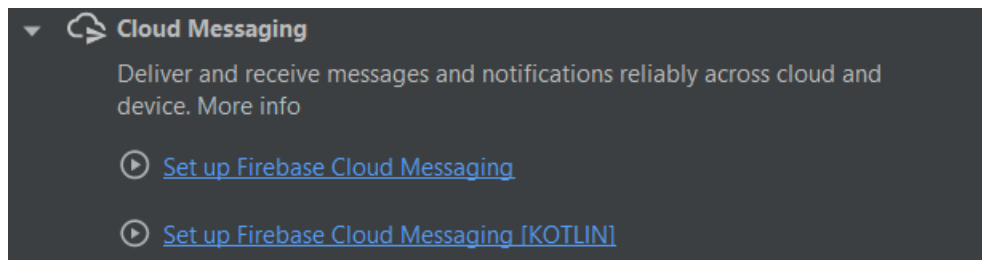 Cloud Messaging
Deliver and receive messages and notifications reliably across cloud and
device. More info
Set up Firebase Cloud Messaging
Set up Firebase Cloud Messaging [KOTLIN]